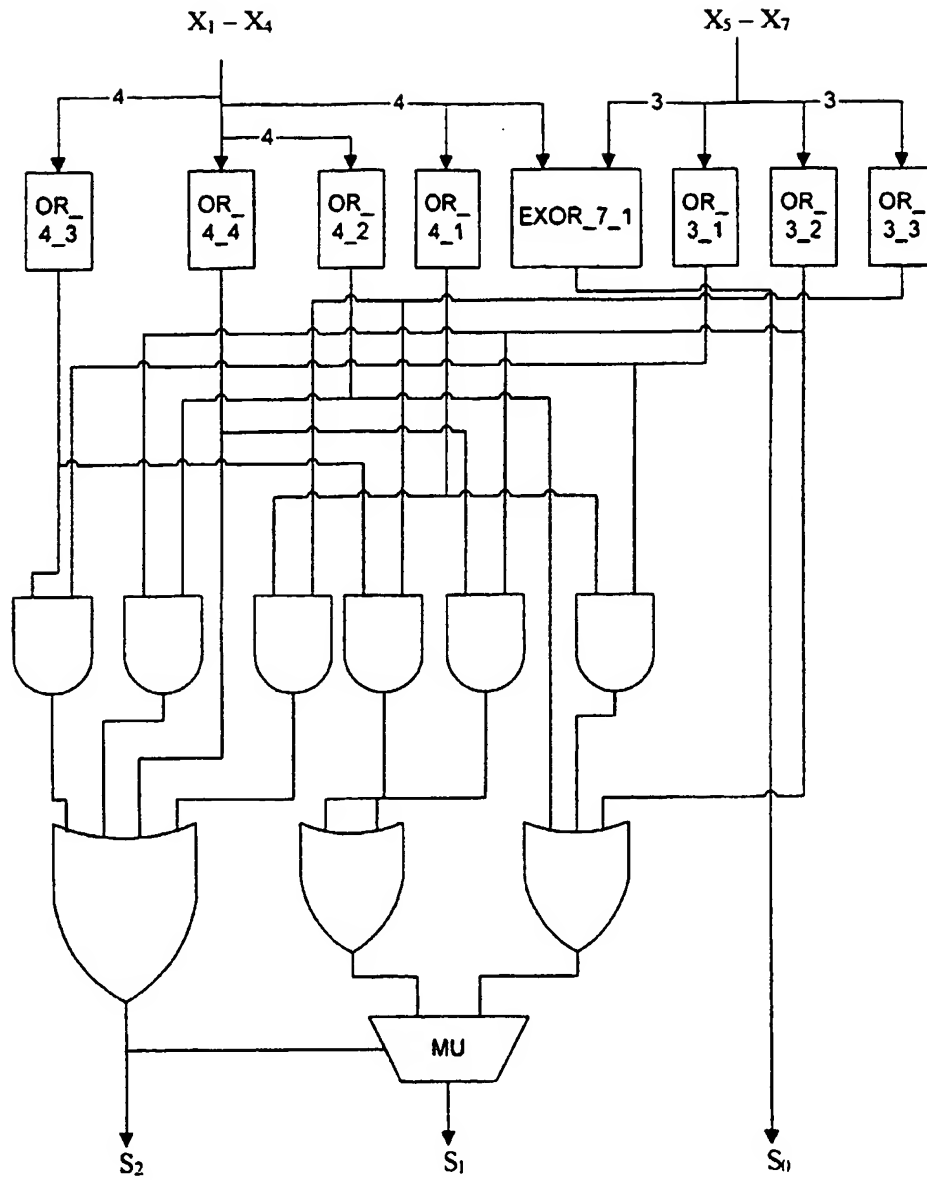 X₁ – X₄
X₅ – X₇
4
4
4
3
3
OR_
4_3
OR_
4_4
OR_
4_2
OR_
4_1
EXOR_7_1
OR_
3_1
OR_
3_2
OR_
3_3
MU
S₂
S₁
S₀